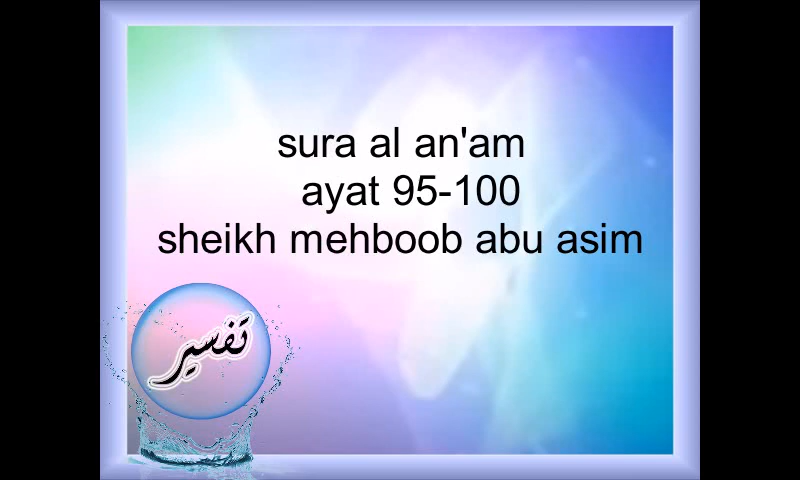 sura al an'am
ayat 95-100
sheikh mehboob abu asim
تفسير